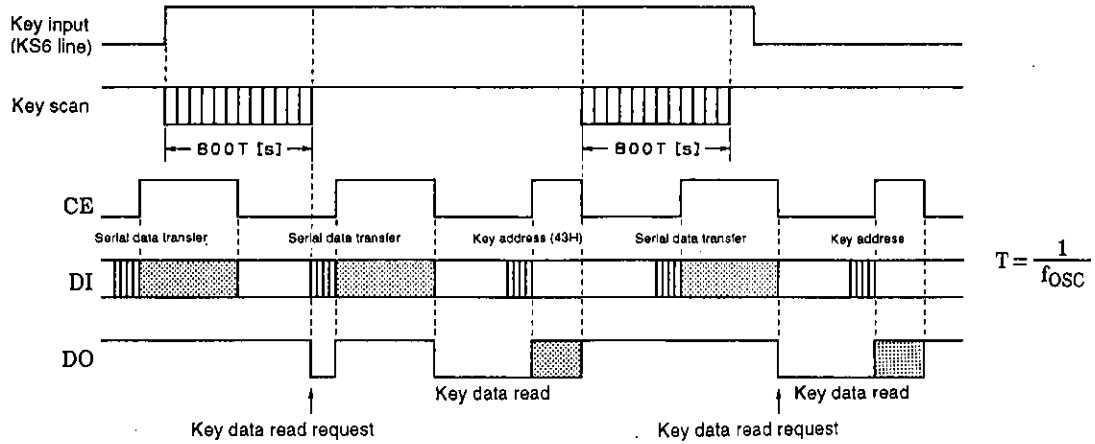 Key input
(KS6 line)
Key scan
800T [s]
800T [s]
CE
Serial data transfer
Serial data transfer
Key address (43H)
Serial data transfer
Key address
DI
T = 1/fOSC
DO
Key data read
Key data read
Key data read request
Key data read request